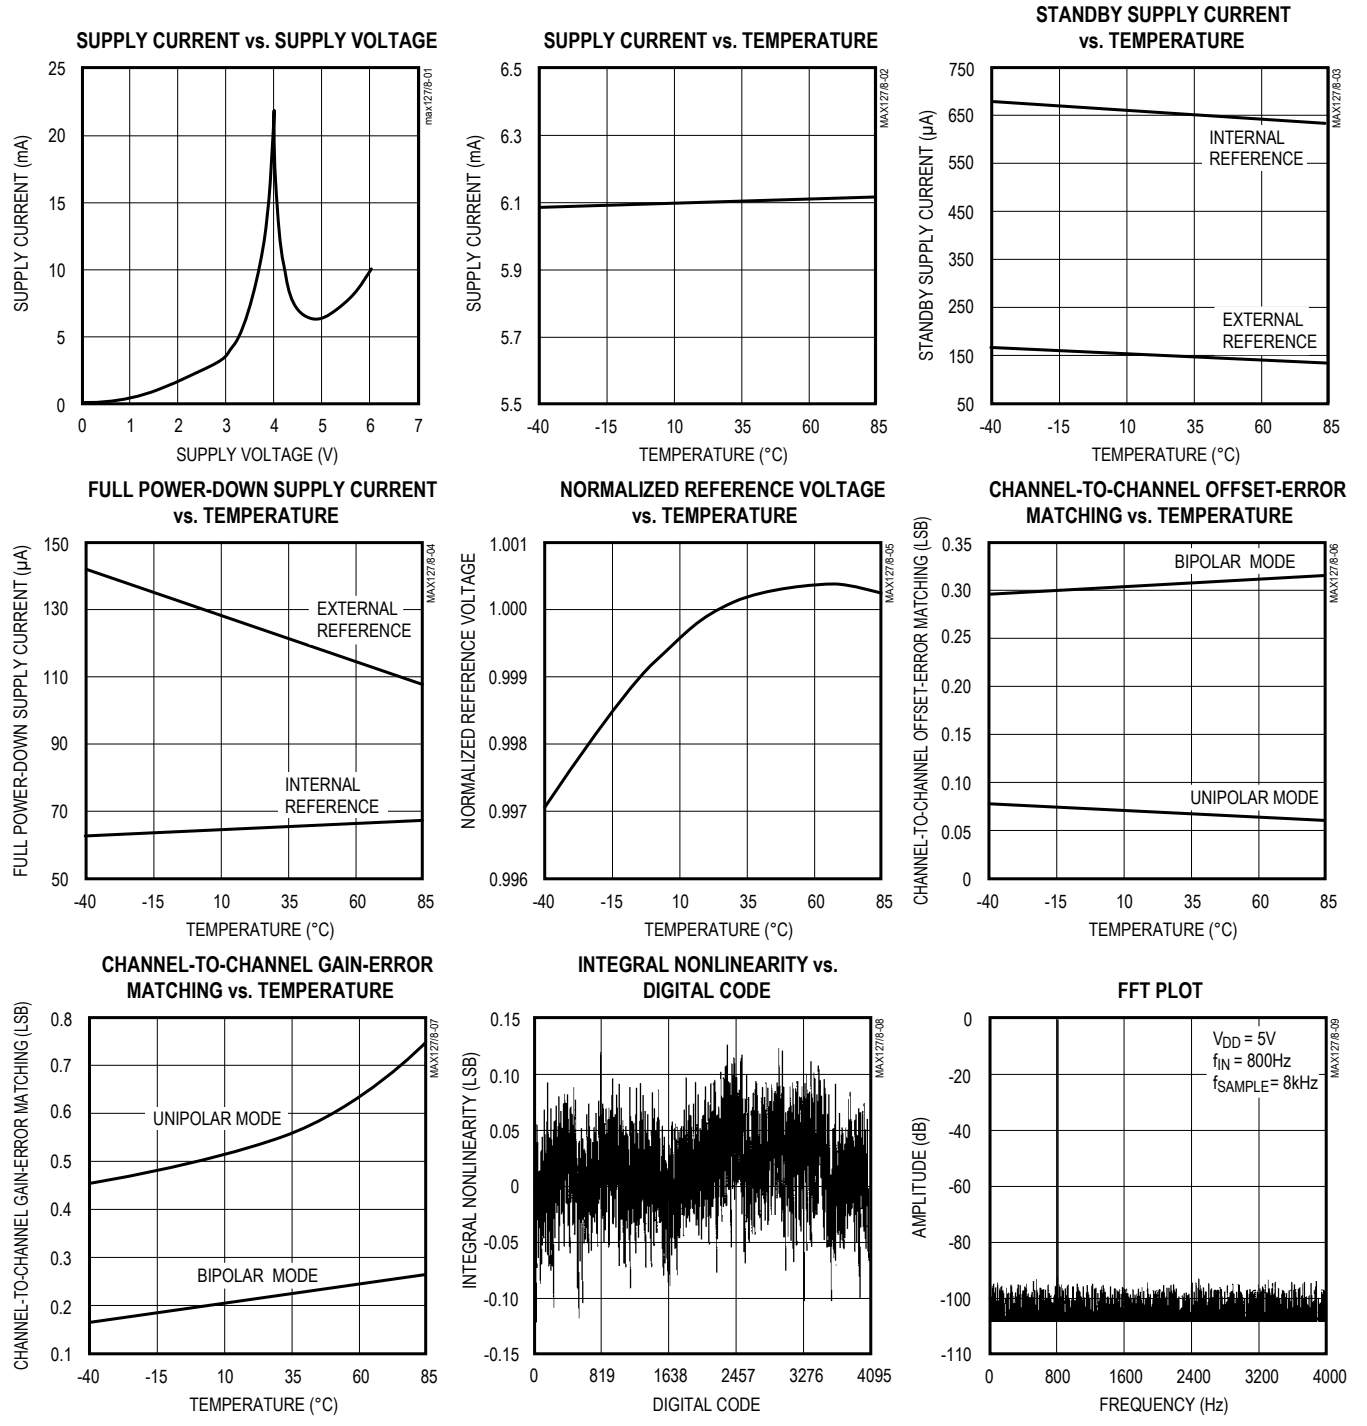 SUPPLY CURRENT vs. SUPPLY VOLTAGE
25
20
15
10
5
0
0 1 2 3 4 5 6 7
SUPPLY CURRENT (mA)
SUPPLY VOLTAGE (V)
max127/8-01
SUPPLY CURRENT vs. TEMPERATURE
6.5
6.3
6.1
5.9
5.7
5.5
-40 -15 10 35 60 85
SUPPLY CURRENT (mA)
TEMPERATURE (°C)
MAX127/8-02
STANDBY SUPPLY CURRENT
vs. TEMPERATURE
750
650
550
450
350
250
150
50
-40 -15 10 35 60 85
STANDBY SUPPLY CURRENT (µA)
TEMPERATURE (°C)
INTERNAL
REFERENCE
EXTERNAL
REFERENCE
MAX127/8-03
FULL POWER-DOWN SUPPLY CURRENT
vs. TEMPERATURE
150
130
110
90
70
50
-40 -15 10 35 60 85
FULL POWER-DOWN SUPPLY CURRENT (µA)
TEMPERATURE (°C)
EXTERNAL
REFERENCE
INTERNAL
REFERENCE
MAX127/8-04
NORMALIZED REFERENCE VOLTAGE
vs. TEMPERATURE
1.001
1.000
0.999
0.998
0.997
0.996
-40 -15 10 35 60 85
NORMALIZED REFERENCE VOLTAGE
TEMPERATURE (°C)
MAX127/8-05
CHANNEL-TO-CHANNEL OFFSET-ERROR
MATCHING vs. TEMPERATURE
0.35
0.30
0.25
0.20
0.15
0.10
0.05
0
-40 -15 10 35 60 85
CHANNEL-TO-CHANNEL OFFSET-ERROR MATCHING (LSB)
TEMPERATURE (°C)
BIPOLAR MODE
UNIPOLAR MODE
MAX127/8-06
CHANNEL-TO-CHANNEL GAIN-ERROR
MATCHING vs. TEMPERATURE
0.8
0.7
0.6
0.5
0.4
0.3
0.2
0.1
-40 -15 10 35 60 85
CHANNEL-TO-CHANNEL GAIN-ERROR MATCHING (LSB)
TEMPERATURE (°C)
UNIPOLAR MODE
BIPOLAR MODE
MAX127/8-07
INTEGRAL NONLINEARITY vs.
DIGITAL CODE
0.15
0.10
0.05
0
-0.05
-0.10
-0.15
0 819 1638 2457 3276 4095
INTEGRAL NONLINEARITY (LSB)
DIGITAL CODE
MAX127/8-08
FFT PLOT
0
-20
-40
-60
-80
-100
-110
0 800 1600 2400 3200 4000
AMPLITUDE (dB)
FREQUENCY (Hz)
VDD = 5V
fIN = 800Hz
fSAMPLE= 8kHz
MAX127/8-09